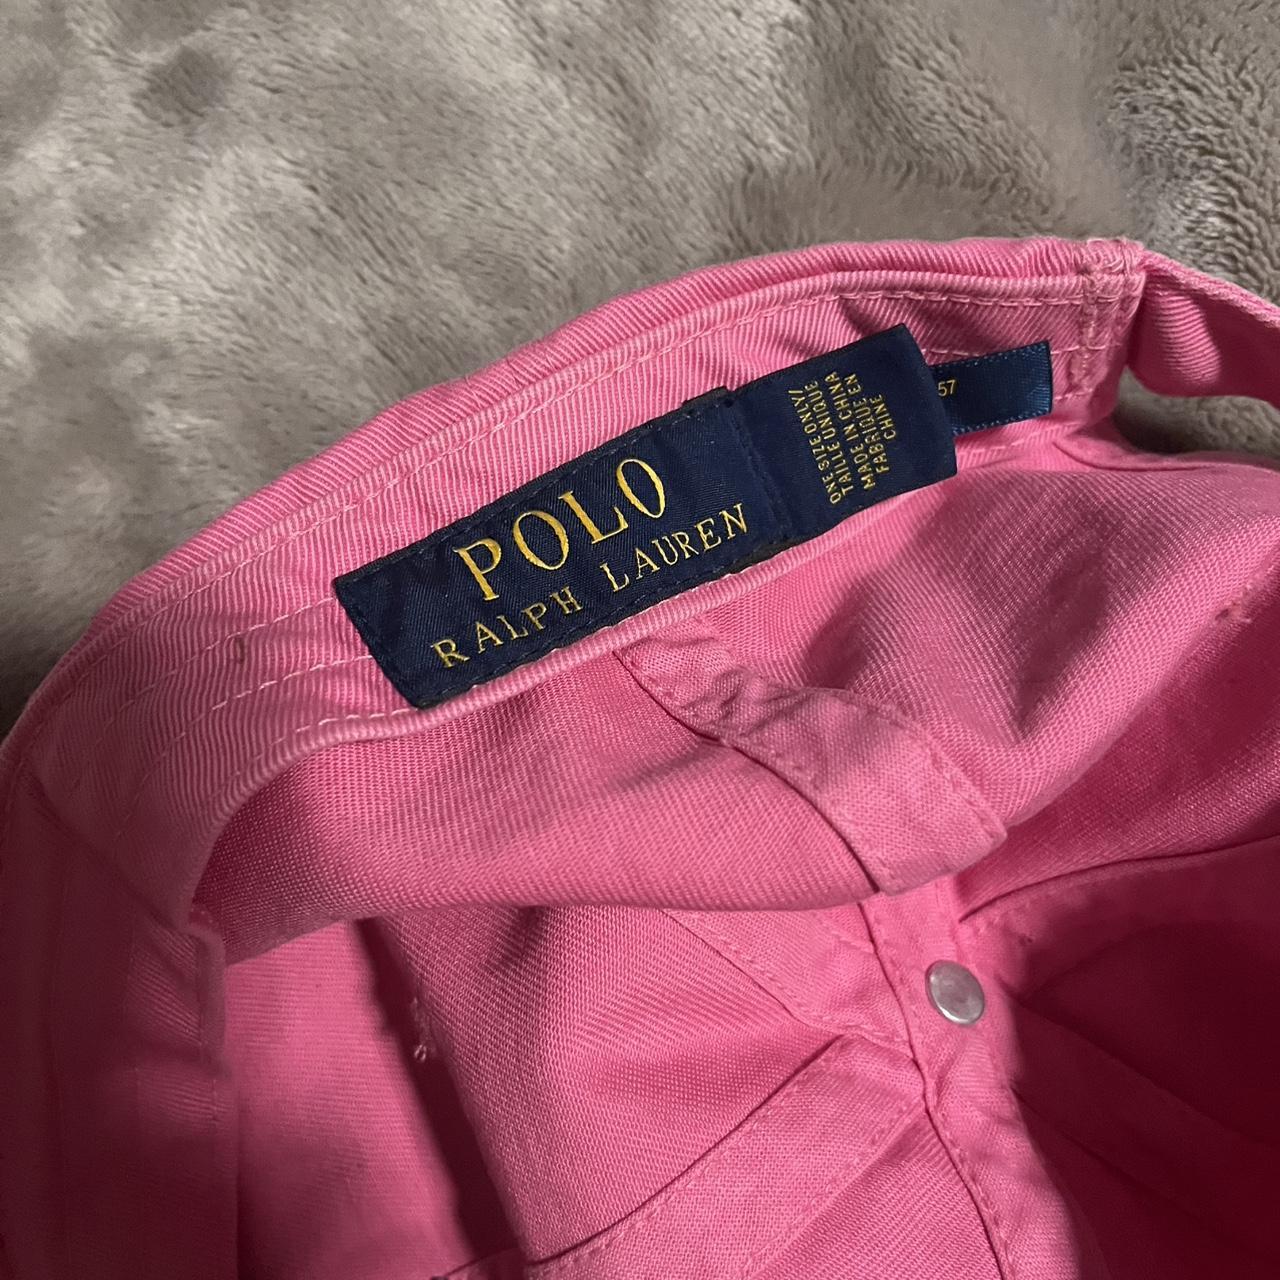 POLO
RALPH LAUREN
ONE SIZE ONLY/
TAILLE UNIQUE
MADE IN CHINA
FABRIQUE EN
CHINE
57